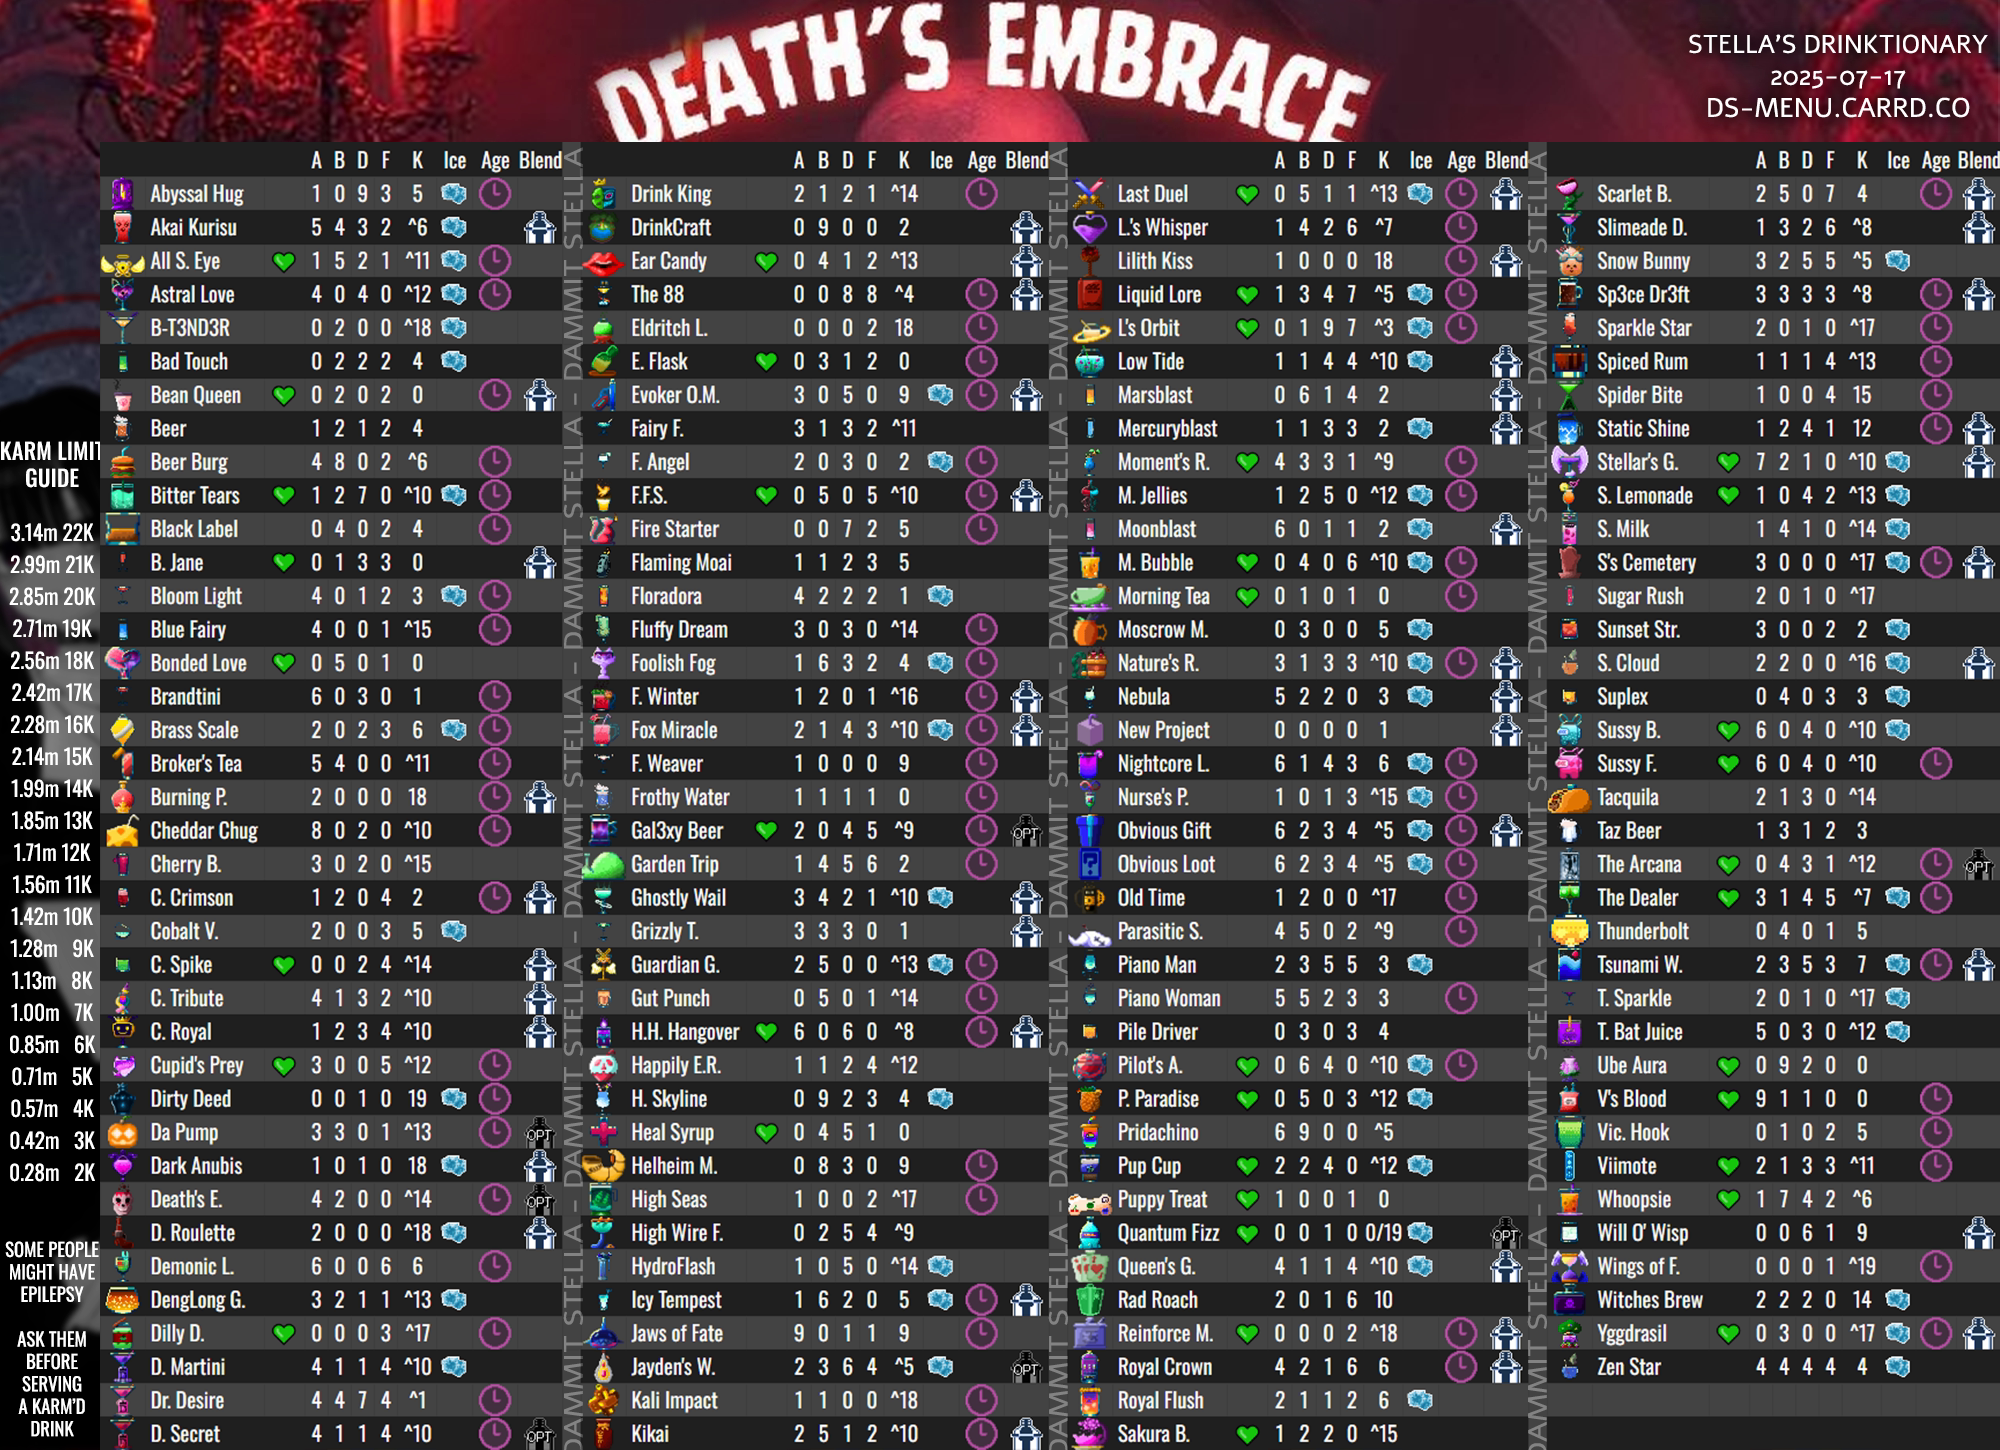 DEATH'S EMBRACE
STELLA'S DRINKTIONARY
2025-07-17
DS-MENU.CARRD.CO
KARM LIMIT
GUIDE
3.14m 22K
2.99m 21K
2.85m 20K
2.71m 19K
2.56m 18K
2.42m 17K
2.28m 16K
2.14m 15K
1.99m 14K
1.85m 13K
1.71m 12K
1.56m 11K
1.42m 10K
1.28m 9K
1.13m 8K
1.00m 7K
0.85m 6K
0.71m 5K
0.57m 4K
0.42m 3K
0.28m 2K
SOME PEOPLE
MIGHT HAVE
EPILEPSY
ASK THEM
BEFORE
SERVING
A KARM'D
DRINK
A B D F K Ice Age Blend
Abyssal Hug 1 0 9 3 5
Akai Kurisu 5 4 3 2 ^6
All S. Eye 1 5 2 1 ^11
Astral Love 4 0 4 0 ^12
B-T3ND3R 0 2 0 0 ^18
Bad Touch 0 2 2 2 4
Bean Queen 0 2 0 2 0
Beer 1 2 1 2 4
Beer Burg 4 8 0 2 ^6
Bitter Tears 1 2 7 0 ^10
Black Label 0 4 0 2 4
B. Jane 0 1 3 3 0
Bloom Light 4 0 1 2 3
Blue Fairy 4 0 0 1 ^15
Bonded Love 0 5 0 1 0
Brandtini 6 0 3 0 1
Brass Scale 2 0 2 3 6
Broker's Tea 5 4 0 0 ^11
Burning P. 2 0 0 0 18
Cheddar Chug 8 0 2 0 ^10
Cherry B. 3 0 2 0 ^15
C. Crimson 1 2 0 4 2
Cobalt V. 2 0 0 3 5
C. Spike 0 0 2 4 ^14
C. Tribute 4 1 3 2 ^10
C. Royal 1 2 3 4 ^10
Cupid's Prey 3 0 0 5 ^12
Dirty Deed 0 0 1 0 19
Da Pump 3 3 0 1 ^13 OPT
Dark Anubis 1 0 1 0 18
Death's E. 4 2 0 0 ^14 OPT
D. Roulette 2 0 0 0 ^18
Demonic L. 6 0 0 6 6
DengLong G. 3 2 1 1 ^13
Dilly D. 0 0 0 3 ^17
D. Martini 4 1 1 4 ^10
Dr. Desire 4 4 7 4 ^1
D. Secret 4 1 1 4 ^10 OPT
DAMMIT STELLA - DAMMIT STELLA - DAMMIT STELLA - DAMMIT STELLA
A B D F K Ice Age Blend
Drink King 2 1 2 1 ^14
DrinkCraft 0 9 0 0 2
Ear Candy 0 4 1 2 ^13
The 88 0 0 8 8 ^4
Eldritch L. 0 0 0 2 18
E. Flask 0 3 1 2 0
Evoker O.M. 3 0 5 0 9
Fairy F. 3 1 3 2 ^11
F. Angel 2 0 3 0 2
F.F.S. 0 5 0 5 ^10
Fire Starter 0 0 7 2 5
Flaming Moai 1 1 2 3 5
Floradora 4 2 2 2 1
Fluffy Dream 3 0 3 0 ^14
Foolish Fog 1 6 3 2 4
F. Winter 1 2 0 1 ^16
Fox Miracle 2 1 4 3 ^10
F. Weaver 1 0 0 0 9
Frothy Water 1 1 1 1 0
Gal3xy Beer 2 0 4 5 ^9 OPT
Garden Trip 1 4 5 6 2
Ghostly Wail 3 4 2 1 ^10
Grizzly T. 3 3 3 0 1
Guardian G. 2 5 0 0 ^13
Gut Punch 0 5 0 1 ^14
H.H. Hangover 6 0 6 0 ^8
Happily E.R. 1 1 2 4 ^12
H. Skyline 0 9 2 3 4
Heal Syrup 0 4 5 1 0
Helheim M. 0 8 3 0 9
High Seas 1 0 0 2 ^17
High Wire F. 0 2 5 4 ^9
HydroFlash 1 0 5 0 ^14
Icy Tempest 1 6 2 0 5
Jaws of Fate 9 0 1 1 9
Jayden's W. 2 3 6 4 ^5 OPT
Kali Impact 1 1 0 0 ^18
Kikai 2 5 1 2 ^10
DAMMIT STELLA - DAMMIT STELLA - DAMMIT STELLA - DAMMIT STELLA
A B D F K Ice Age Blend
Last Duel 0 5 1 1 ^13
L.'s Whisper 1 4 2 6 ^7
Lilith Kiss 1 0 0 0 18
Liquid Lore 1 3 4 7 ^5
L's Orbit 0 1 9 7 ^3
Low Tide 1 1 4 4 ^10
Marsblast 0 6 1 4 2
Mercuryblast 1 1 3 3 2
Moment's R. 4 3 3 1 ^9
M. Jellies 1 2 5 0 ^12
Moonblast 6 0 1 1 2
M. Bubble 0 4 0 6 ^10
Morning Tea 0 1 0 1 0
Moscrow M. 0 3 0 0 5
Nature's R. 3 1 3 3 ^10
Nebula 5 2 2 0 3
New Project 0 0 0 0 1
Nightcore L. 6 1 4 3 6
Nurse's P. 1 0 1 3 ^15
Obvious Gift 6 2 3 4 ^5
Obvious Loot 6 2 3 4 ^5
Old Time 1 2 0 0 ^17
Parasitic S. 4 5 0 2 ^9
Piano Man 2 3 5 5 3
Piano Woman 5 5 2 3 3
Pile Driver 0 3 0 3 4
Pilot's A. 0 6 4 0 ^10
P. Paradise 0 5 0 3 ^12
Pridachino 6 9 0 0 ^5
Pup Cup 2 2 4 0 ^12
Puppy Treat 1 0 0 1 0
Quantum Fizz 0 0 1 0 0/19 OPT
Queen's G. 4 1 1 4 ^10
Rad Roach 2 0 1 6 10
Reinforce M. 0 0 0 2 ^18
Royal Crown 4 2 1 6 6
Royal Flush 2 1 1 2 6
Sakura B. 1 2 2 0 ^15
DAMMIT STELLA - DAMMIT STELLA - DAMMIT STELLA - DAMMIT STELLA
A B D F K Ice Age Blend
Scarlet B. 2 5 0 7 4
Slimeade D. 1 3 2 6 ^8
Snow Bunny 3 2 5 5 ^5
Sp3ce Dr3ft 3 3 3 3 ^8
Sparkle Star 2 0 1 0 ^17
Spiced Rum 1 1 1 4 ^13
Spider Bite 1 0 0 4 15
Static Shine 1 2 4 1 12
Stellar's G. 7 2 1 0 ^10
S. Lemonade 1 0 4 2 ^13
S. Milk 1 4 1 0 ^14
S's Cemetery 3 0 0 0 ^17
Sugar Rush 2 0 1 0 ^17
Sunset Str. 3 0 0 2 2
S. Cloud 2 2 0 0 ^16
Suplex 0 4 0 3 3
Sussy B. 6 0 4 0 ^10
Sussy F. 6 0 4 0 ^10
Tacquila 2 1 3 0 ^14
Taz Beer 1 3 1 2 3
The Arcana 0 4 3 1 ^12 OPT
The Dealer 3 1 4 5 ^7
Thunderbolt 0 4 0 1 5
Tsunami W. 2 3 5 3 7
T. Sparkle 2 0 1 0 ^17
T. Bat Juice 5 0 3 0 ^12
Ube Aura 0 9 2 0 0
V's Blood 9 1 1 0 0
Vic. Hook 0 1 0 2 5
Viimote 2 1 3 3 ^11
Whoopsie 1 7 4 2 ^6
Will O' Wisp 0 0 6 1 9
Wings of F. 0 0 0 1 ^19
Witches Brew 2 2 2 0 14
Yggdrasil 0 3 0 0 ^17
Zen Star 4 4 4 4 4